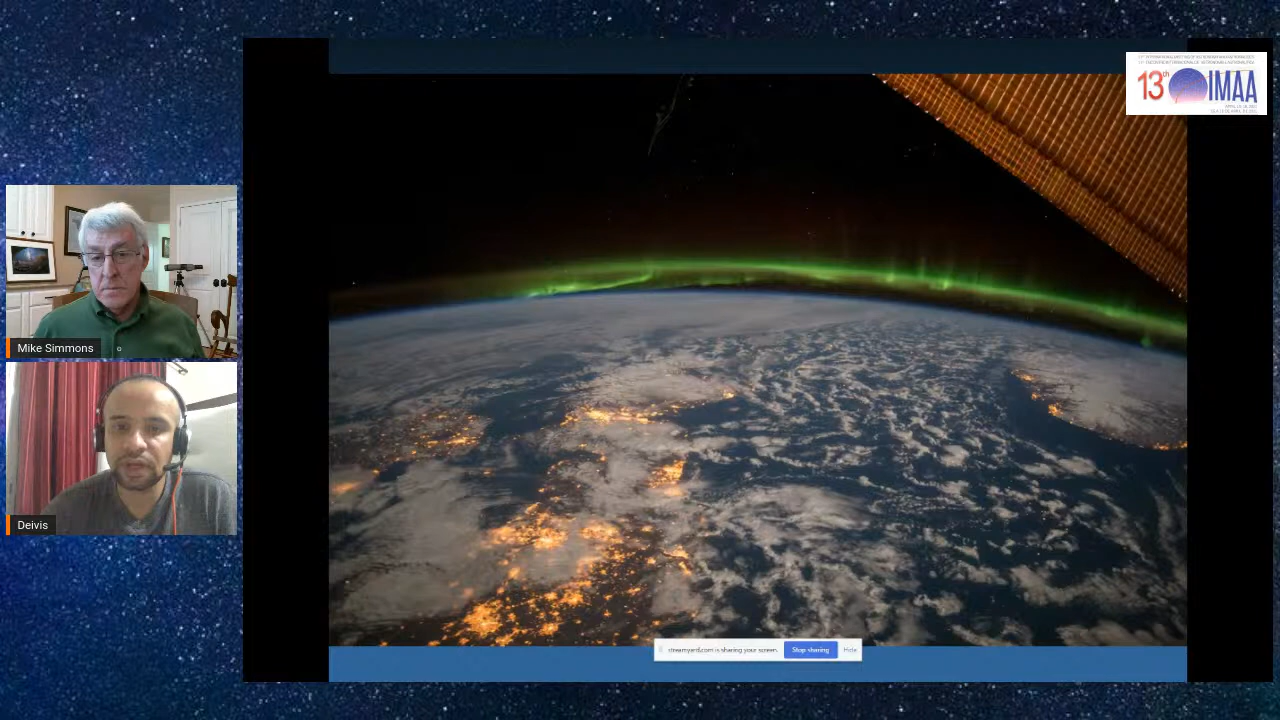 13th IMAA
Mike Simmons
Deivis
streamyard.com is sharing your screen.
Stop sharing
Hide